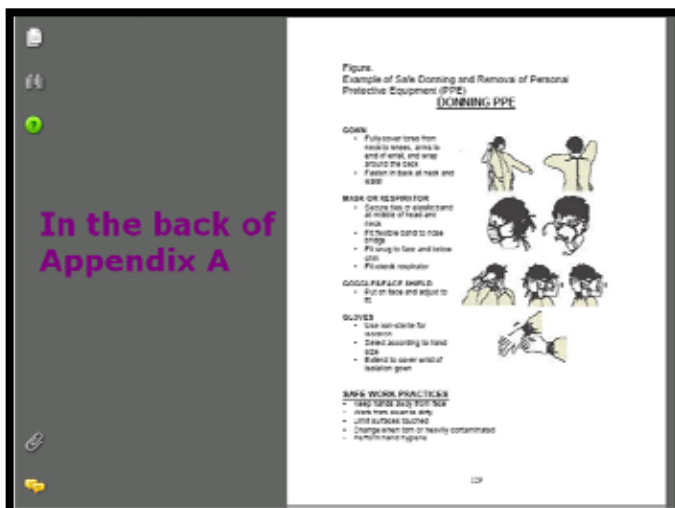 In the back of
Appendix A
Figure.
Example of Safe Donning and Removal of Personal
Protective Equipment (PPE)
DONNING PPE
GOWN
• Fully cover torso from
neck to knees, arms to
end of wrist, and wrap
around the back
• Fasten in back at neck and
waist
MASK OR RESPIRATOR
• Secure ties or elastic band
at middle of head and
neck
• Fit flexible band to nose
bridge
• Fit snug to face and below
chin
• Fit-check respirator
GOGGLES/FACE SHIELD
• Put on face and adjust to
fit
GLOVES
• Use non-sterile for
isolation
• Select according to hand
size
• Extend to cover wrist of
isolation gown
SAFE WORK PRACTICES
• Keep hands away from face
• Work from clean to dirty
• Limit surfaces touched
• Change when torn or heavily contaminated
• Perform hand hygiene